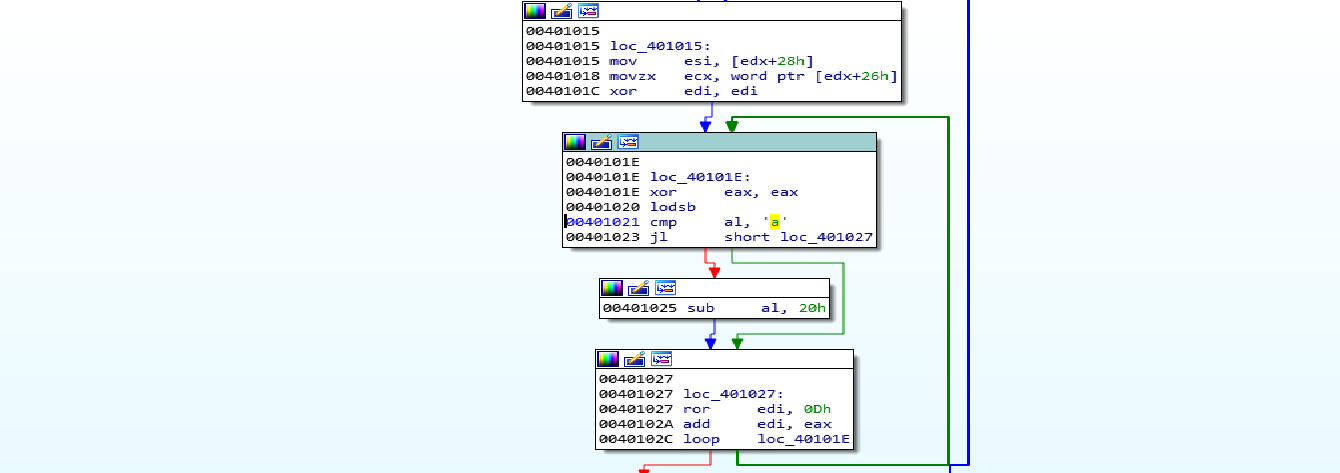 00401015
00401015 loc_401015:
00401015 mov esi, [edx+28h]
00401018 movzx ecx, word ptr [edx+26h]
0040101C xor edi, edi
0040101E
0040101E loc_40101E:
0040101E xor eax, eax
00401020 lodsb
00401021 cmp al, 'a'
00401023 jl short loc_401027
00401025 sub al, 20h
00401027
00401027 loc_401027:
00401027 ror edi, 0Dh
0040102A add edi, eax
0040102C loop loc_40101E